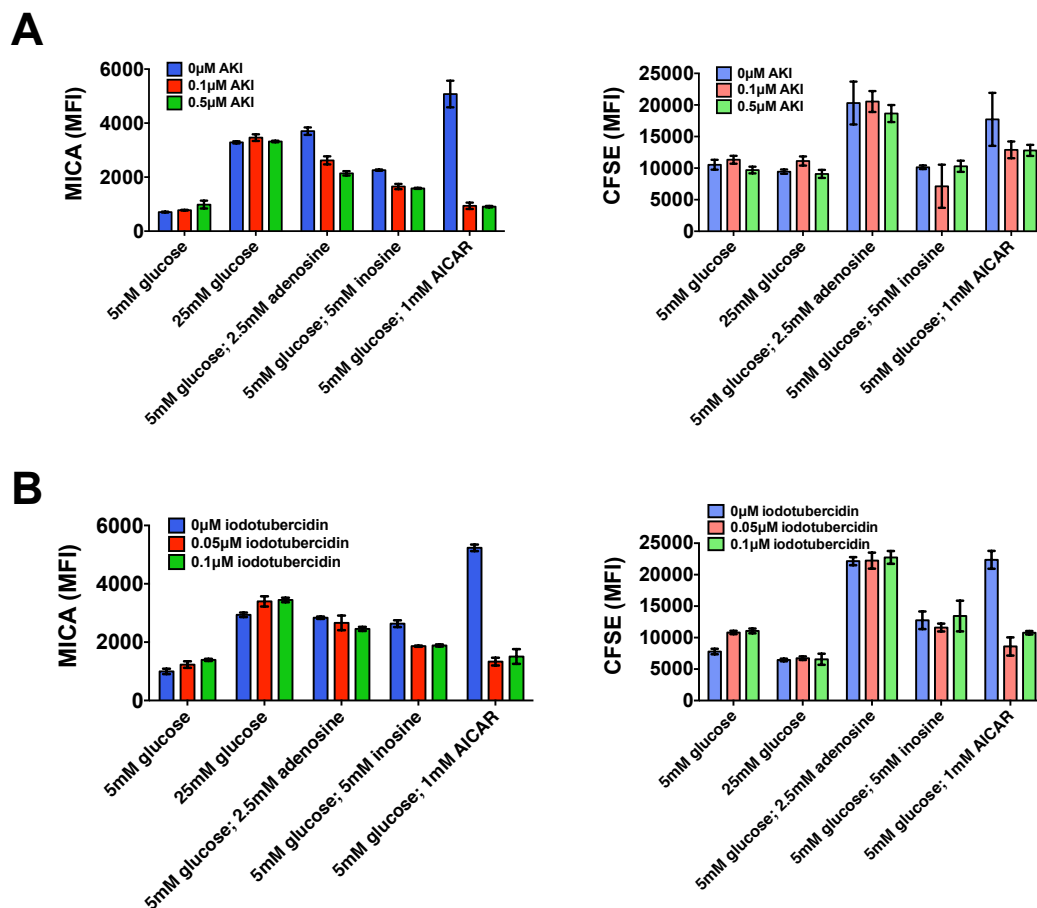 A
MICA (MFI)
6000
4000
2000
0
0µM AKI
0.1µM AKI
0.5µM AKI
5mM glucose
25mM glucose
5mM glucose; 2.5mM adenosine
5mM glucose; 5mM inosine
5mM glucose; 1mM AICAR
CFSE (MFI)
25000
20000
15000
10000
5000
0
0µM AKI
0.1µM AKI
0.5µM AKI
5mM glucose
25mM glucose
5mM glucose; 2.5mM adenosine
5mM glucose; 5mM inosine
5mM glucose; 1mM AICAR
B
MICA (MFI)
6000
4000
2000
0
0µM iodotubercidin
0.05µM iodotubercidin
0.1µM iodotubercidin
5mM glucose
25mM glucose
5mM glucose; 2.5mM adenosine
5mM glucose; 5mM inosine
5mM glucose; 1mM AICAR
CFSE (MFI)
25000
20000
15000
10000
5000
0
0µM iodotubercidin
0.05µM iodotubercidin
0.1µM iodotubercidin
5mM glucose
25mM glucose
5mM glucose; 2.5mM adenosine
5mM glucose; 5mM inosine
5mM glucose; 1mM AICAR